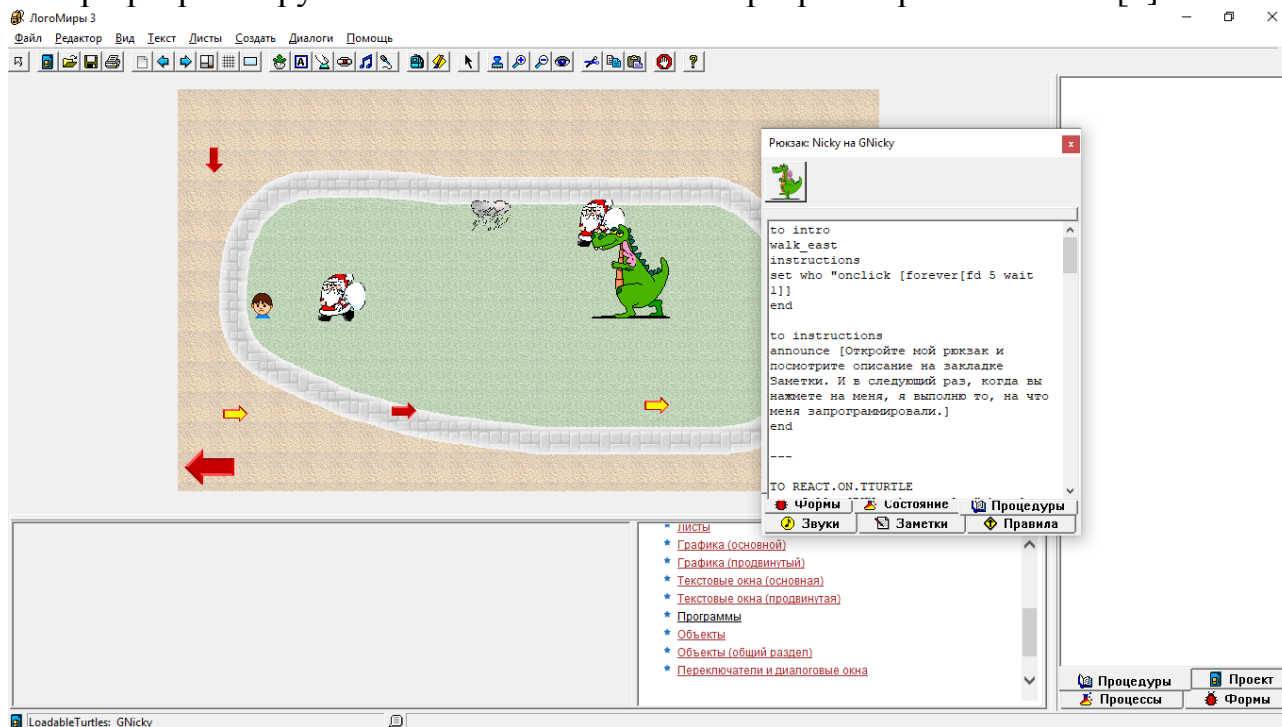 ЛогоМиры 3
Файл Редактор Вид Текст Листы Создать Диалоги Помощь
Рюкзак: Nicky на GNicky
to intro
walk_east
instructions
set who "onclick [forever[fd 5 wait
1]]
end
to instructions
announce [Откройте мой рюкзак и
посмотрите описание на закладке
Заметки. И в следующий раз, когда вы
нажмете на меня, я выполню то, на что
меня запрограммировали.]
end
---
TO REACT.ON.TTURTLE
Формы Состояние Процедуры
Звуки Заметки Правила
Листы
Графика (основной)
Графика (продвинутый)
Текстовые окна (основная)
Текстовые окна (продвинутая)
Программы
Объекты
Объекты (общий раздел)
Переключатели и диалоговые окна
Процедуры Проект
Процессы Формы
LoadableTurtles: GNicky